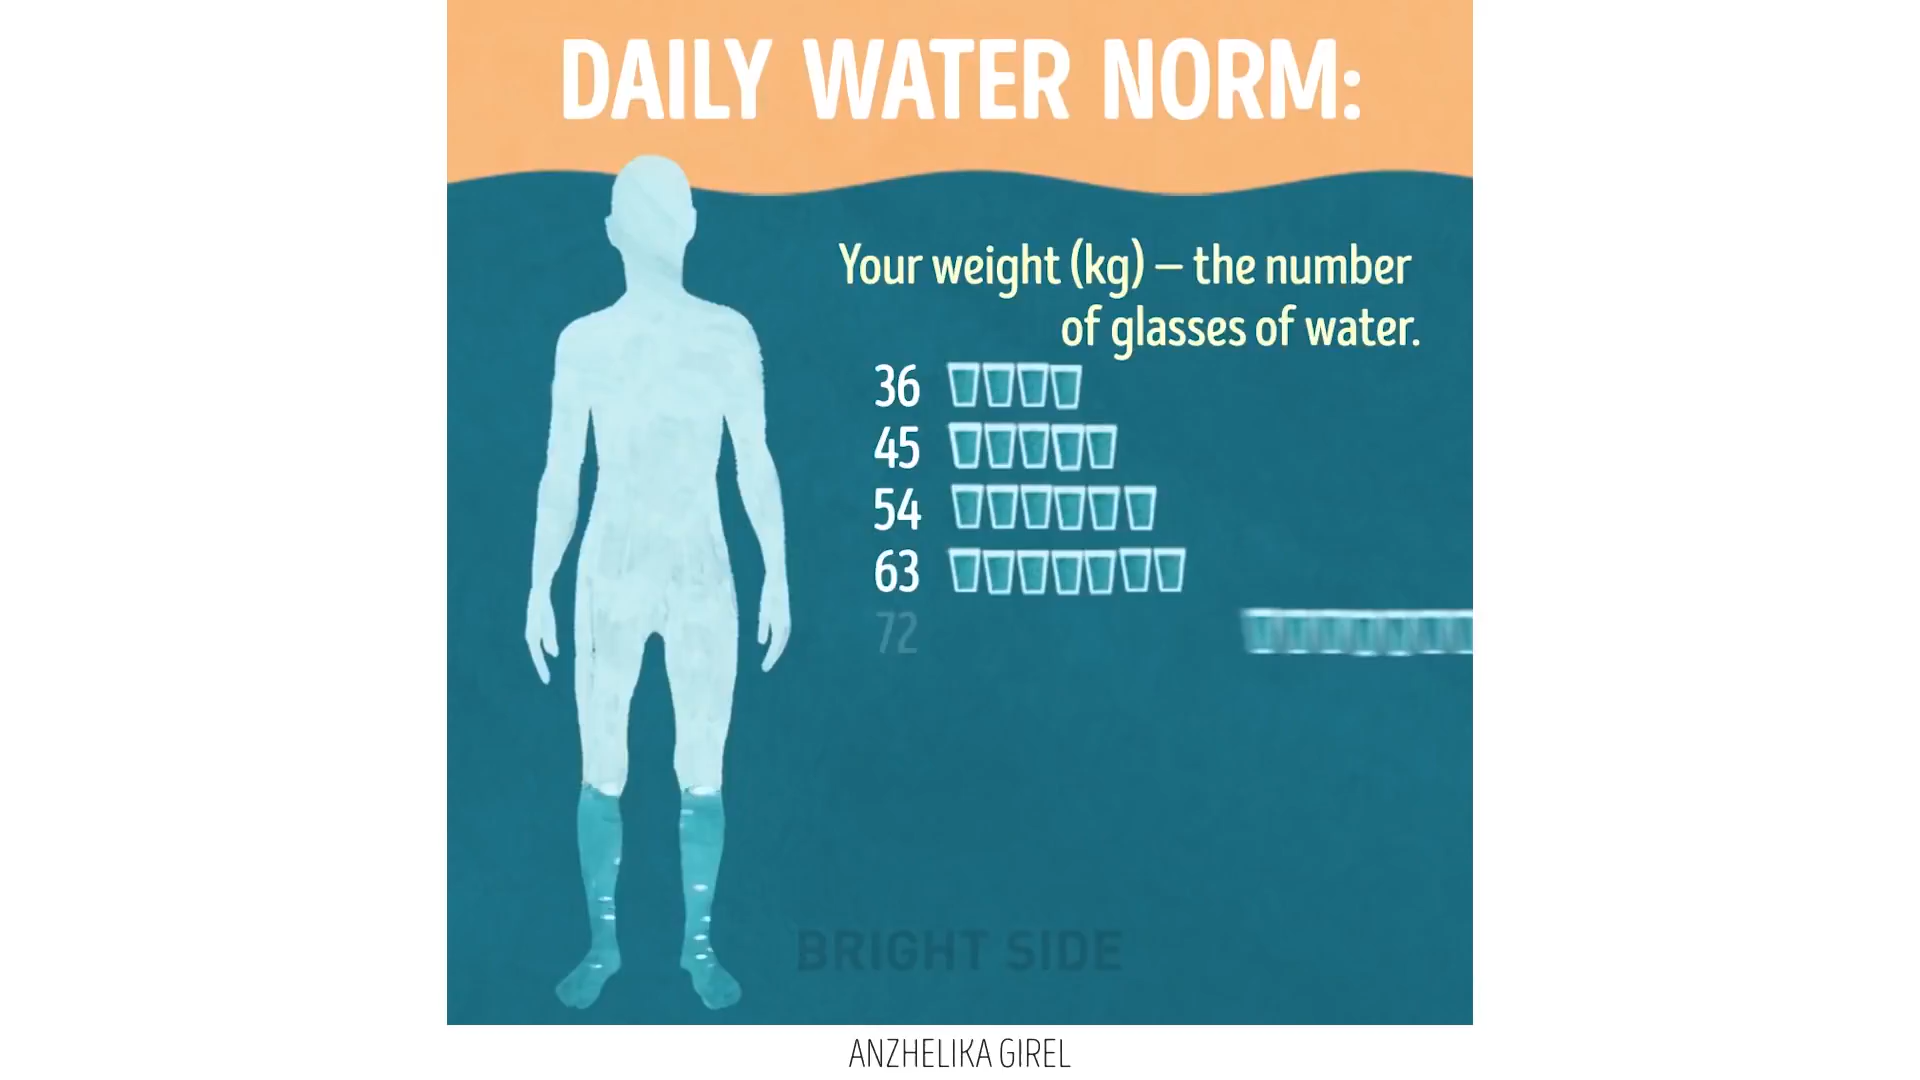 DAILY WATER NORM:
Your weight (kg) – the number
of glasses of water.
36
45
54
63
72
BRIGHT SIDE
ANZHELIKA GIREL